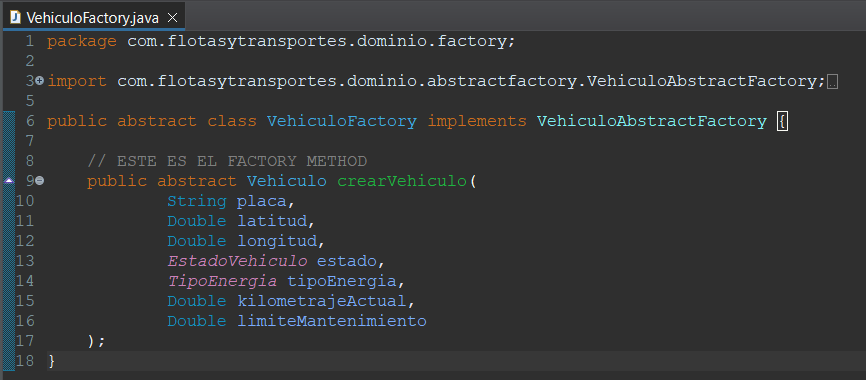 VehiculoFactory.java
1 package com.flotasytransportes.dominio.factory;
2
3 import com.flotasytransportes.dominio.abstractfactory.VehiculoAbstractFactory;
5
6 public abstract class VehiculoFactory implements VehiculoAbstractFactory {
7
8 // ESTE ES EL FACTORY METHOD
9 public abstract Vehiculo crearVehiculo(
10 String placa,
11 Double latitud,
12 Double longitud,
13 EstadoVehiculo estado,
14 TipoEnergia tipoEnergia,
15 Double kilometrajeActual,
16 Double limiteMantenimiento
17 );
18 }